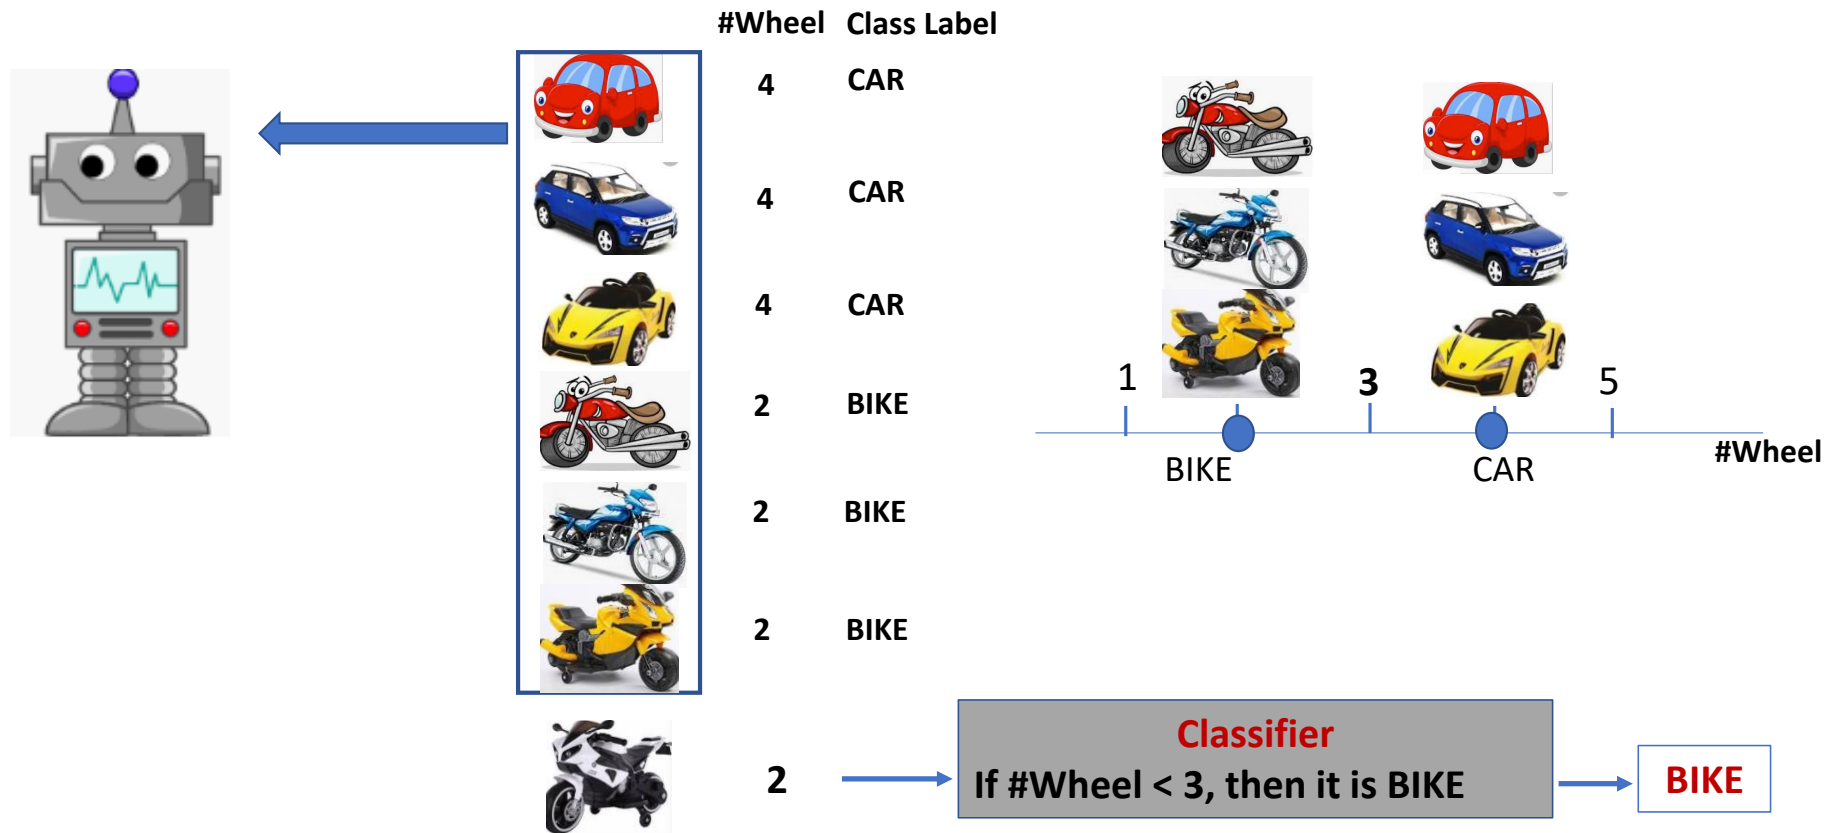 #Wheel Class Label
4 CAR
4 CAR
4 CAR
2 BIKE
2 BIKE
2 BIKE
1 3 5
BIKE CAR
#Wheel
2
Classifier
If #Wheel < 3, then it is BIKE
BIKE